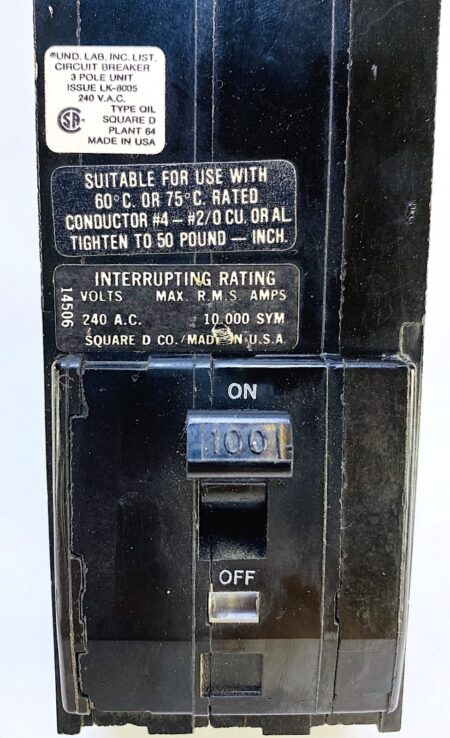 ®UND. LAB. INC. LIST.
CIRCUIT BREAKER
3 POLE UNIT
ISSUE LK-8005
240 V.A.C.
TYPE QIL
SQUARE D
PLANT 64
MADE IN USA
SUITABLE FOR USE WITH
60°C. OR 75°C. RATED
CONDUCTOR #4 – #2/0 CU. OR AL.
TIGHTEN TO 50 POUND — INCH.
INTERRUPTING RATING
VOLTS MAX. R.M.S. AMPS
240 A.C. 10,000 SYM
SQUARE D CO./MADE IN U.S.A.
14506
ON
100
OFF